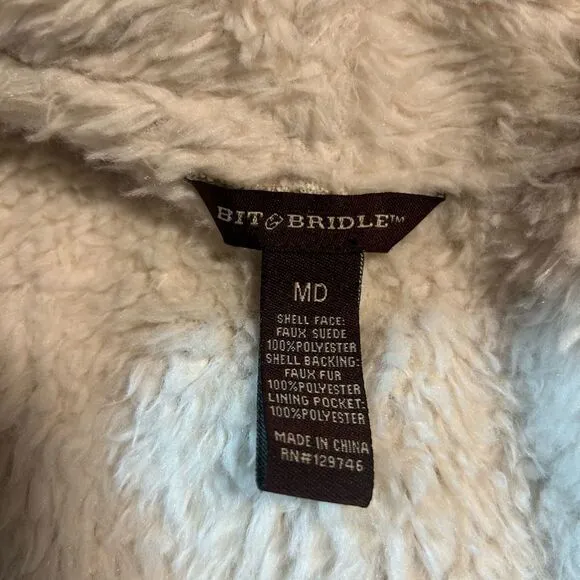 BIT & BRIDLE™
MD
SHELL FACE:
FAUX SUEDE
100%POLYESTER
SHELL BACKING:
FAUX FUR
100%POLYESTER
LINING POCKET:
100%POLYESTER
MADE IN CHINA
RN#129746